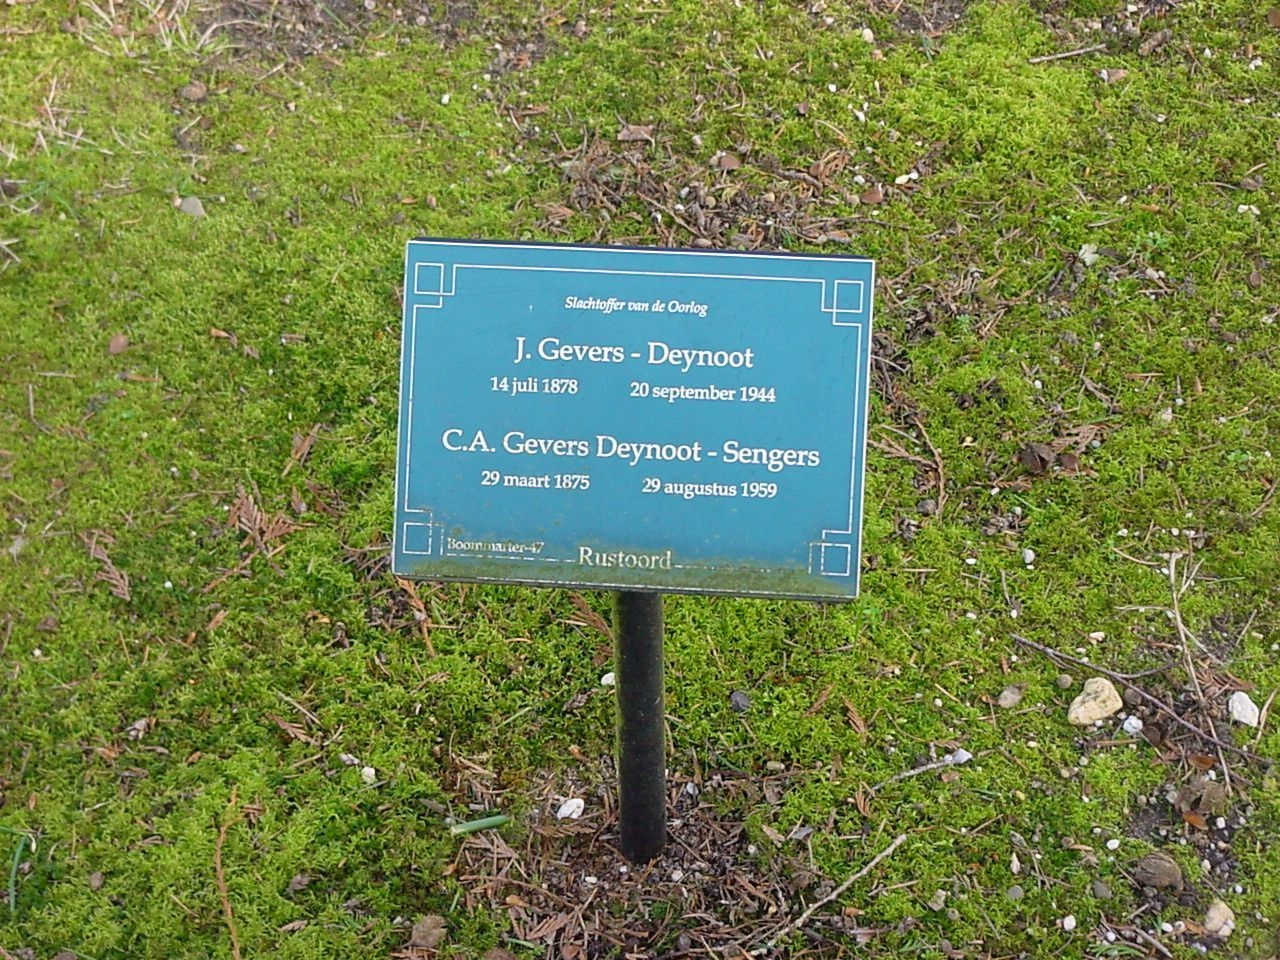 Slachtoffer van de Oorlog
J. Gevers - Deynoot
14 juli 1878 20 september 1944
C.A. Gevers Deynoot - Sengers
29 maart 1875 29 augustus 1959
Boommarter-47
Rustoord